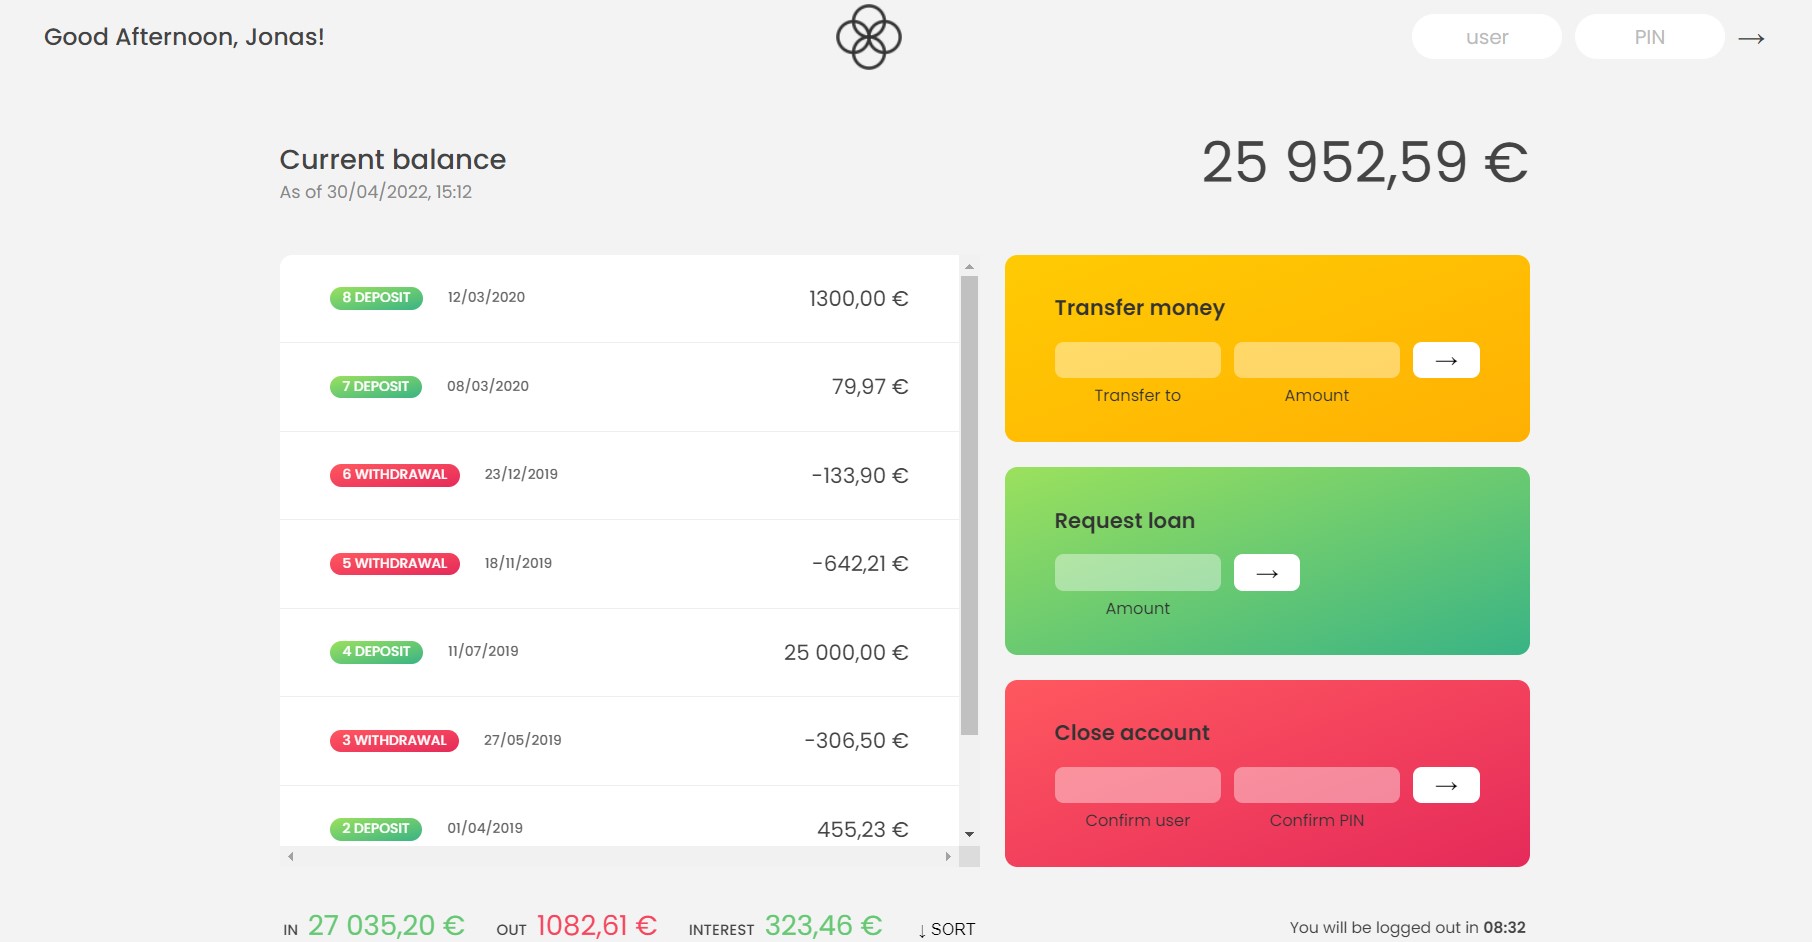 Good Afternoon, Jonas!
user
PIN
→
Current balance
As of 30/04/2022, 15:12
25 952,59 €
8 DEPOSIT 12/03/2020 1300,00 €
7 DEPOSIT 08/03/2020 79,97 €
6 WITHDRAWAL 23/12/2019 -133,90 €
5 WITHDRAWAL 18/11/2019 -642,21 €
4 DEPOSIT 11/07/2019 25 000,00 €
3 WITHDRAWAL 27/05/2019 -306,50 €
2 DEPOSIT 01/04/2019 455,23 €
Transfer money
→
Transfer to Amount
Request loan
→
Amount
Close account
→
Confirm user Confirm PIN
IN 27 035,20 € OUT 1082,61 € INTEREST 323,46 € ↓ SORT
You will be logged out in 08:32